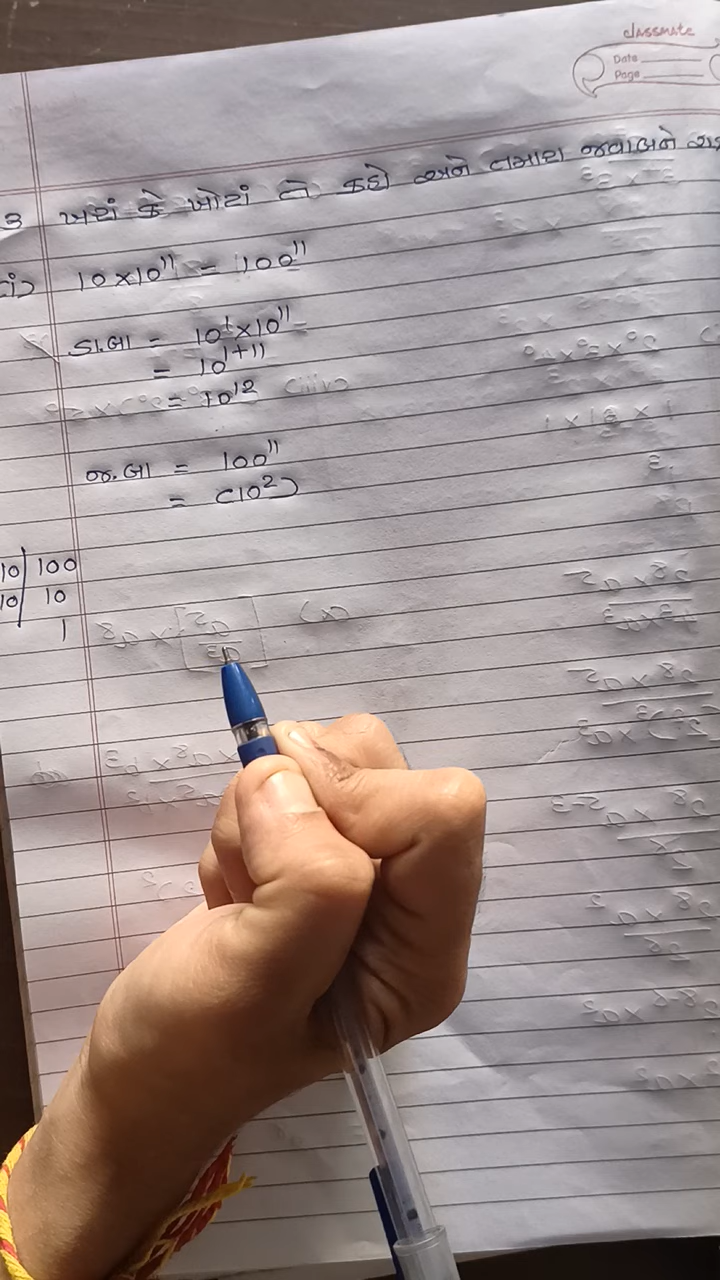 classmate
Date
Page
3 ખરાં કે ખોટાં તે કહો અને તમારા જવાબને
10×10¹¹ = 100¹¹
ડા.બા = 10¹×10¹¹
= 10¹⁺¹¹
= 10¹²
જ.બા = 100¹¹
= (10²)
10 | 100
10 | 10
1